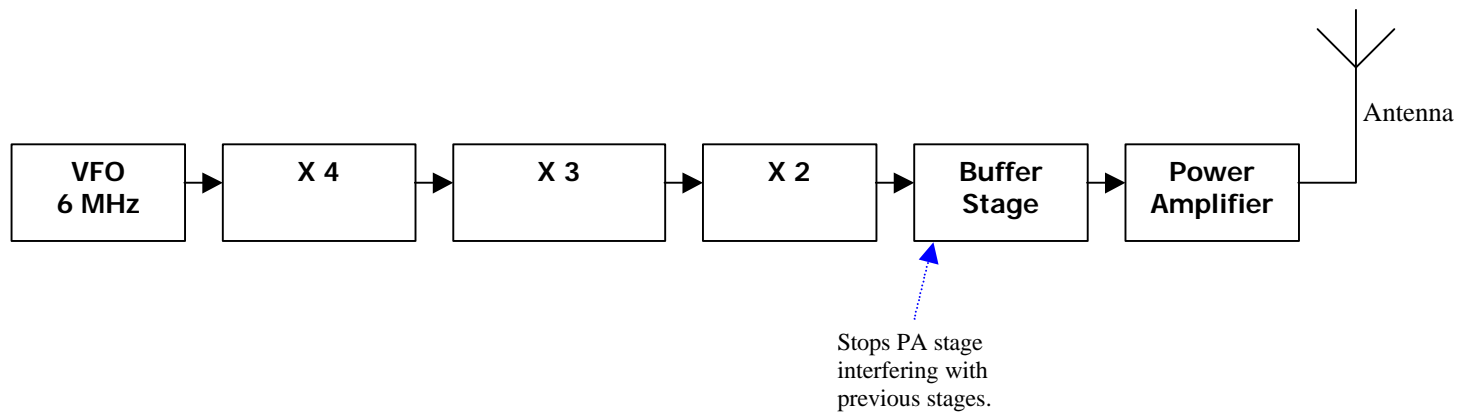 Antenna
VFO
6 MHz
X 4
X 3
X 2
Buffer
Stage
Power
Amplifier
Stops PA stage
interfering with
previous stages.